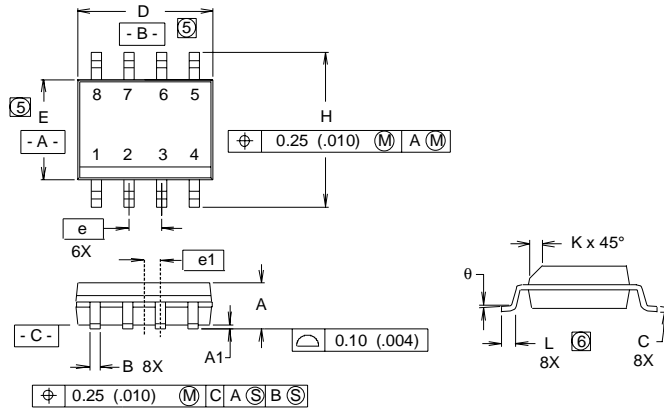 D
- B - 5
8 7 6 5
5 E
- A -
H
⌖ 0.25 (.010) Ⓜ A Ⓜ
1 2 3 4
e
6X
e1
K x 45°
θ
A
- C -
A1
⌓ 0.10 (.004)
L 6
8X
C
8X
B 8X
⌖ 0.25 (.010) Ⓜ C A Ⓢ B Ⓢ